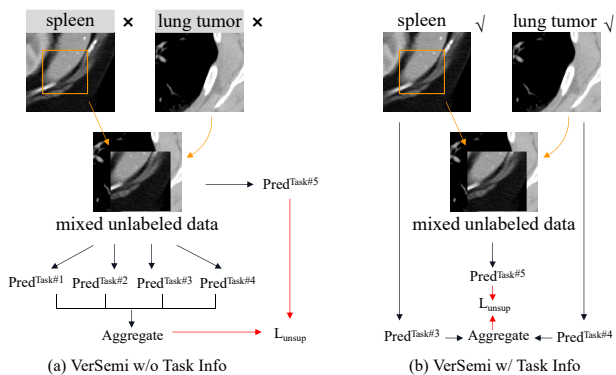 spleen × lung tumor ×
mixed unlabeled data
Pred^Task#5
Pred^Task#1 Pred^Task#2 Pred^Task#3 Pred^Task#4
Aggregate
L_unsup
(a) VerSemi w/o Task Info
spleen √ lung tumor √
mixed unlabeled data
Pred^Task#5
L_unsup
Pred^Task#3 Aggregate Pred^Task#4
(b) VerSemi w/ Task Info